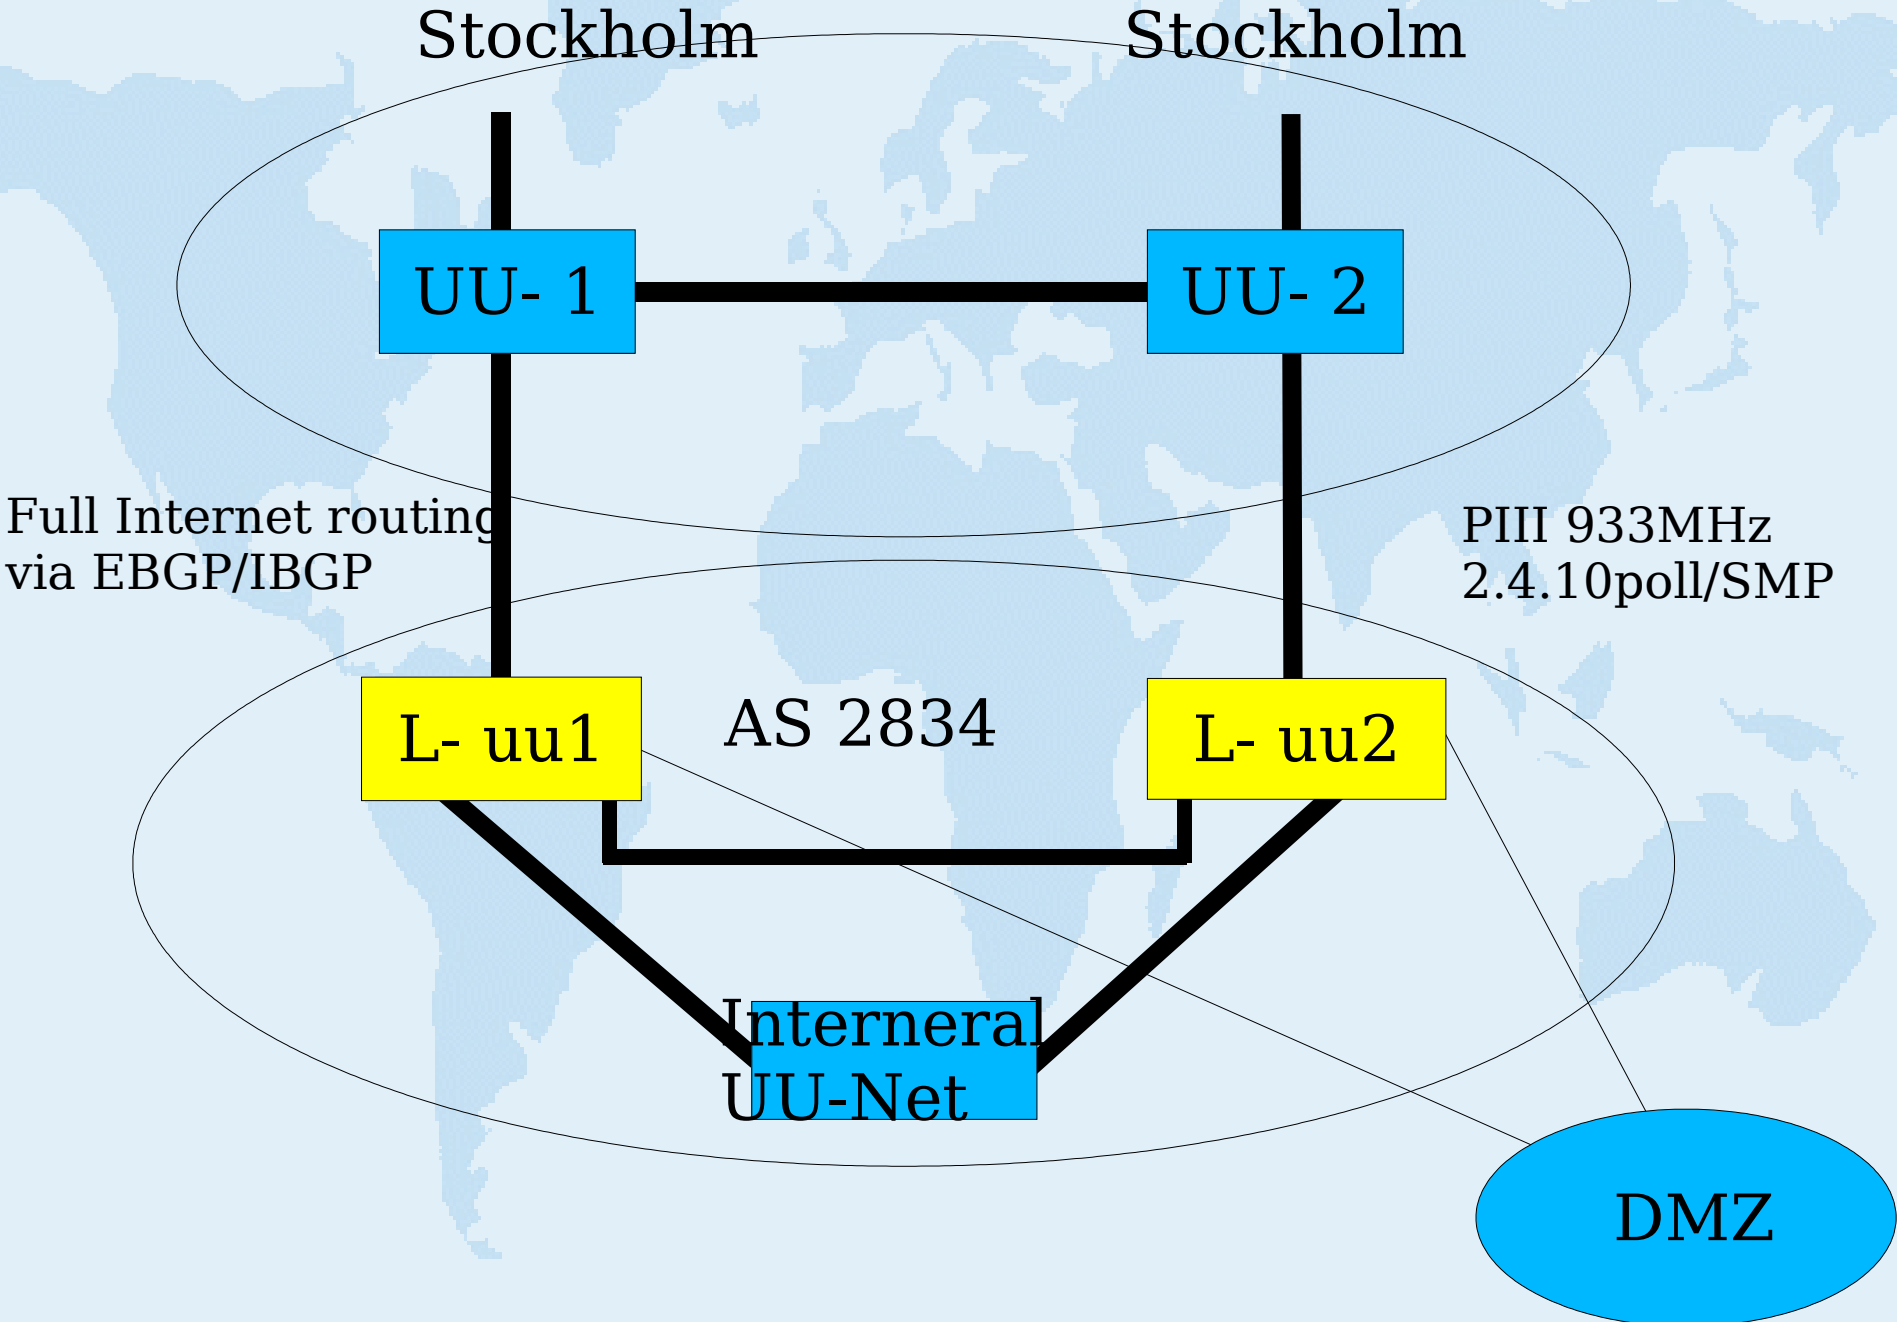 Stockholm
Stockholm
UU- 1
UU- 2
Full Internet routing
via EBGP/IBGP
PIII 933MHz
2.4.10poll/SMP
L- uu1
AS 2834
L- uu2
Interneral
UU-Net
DMZ